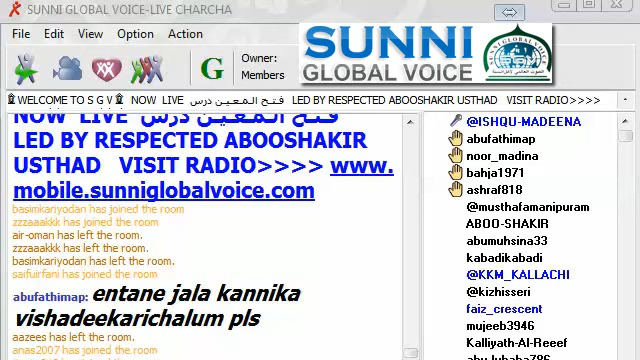 SUNNI GLOBAL VOICE-LIVE CHARCHA
File Edit View Option Action
SUNNI
GLOBAL VOICE
G
Owner:
Members
WELCOME TO S G V NOW LIVE فتح المعين درس LED BY RESPECTED ABOOSHAKIR USTHAD VISIT RADIO>>>>
NOW LIVE فتح المعين درس
LED BY RESPECTED ABOOSHAKIR
USTHAD VISIT RADIO>>>> www.
mobile.sunniglobalvoice.com
basimkariyodan has joined the room
zzzaaakkk has joined the room
air-oman has left the room.
zzzaaakkk has left the room.
basimkariyodan has left the room.
saifuirfani has joined the room
abufathimap: entane jala kannika
vishadeekarichalum pls
aazees has left the room.
anas2007 has joined the room
@ISHQU-MADEENA
abufathimap
noor_madina
bahja1971
ashraf818
@musthafamanipuram
ABOO-SHAKIR
abumuhsina33
kabadikabadi
@KKM_KALLACHI
@kizhisseri
faiz_crescent
mujeeb3946
Kalliyath-Al-Reeef
abu-lubaba786